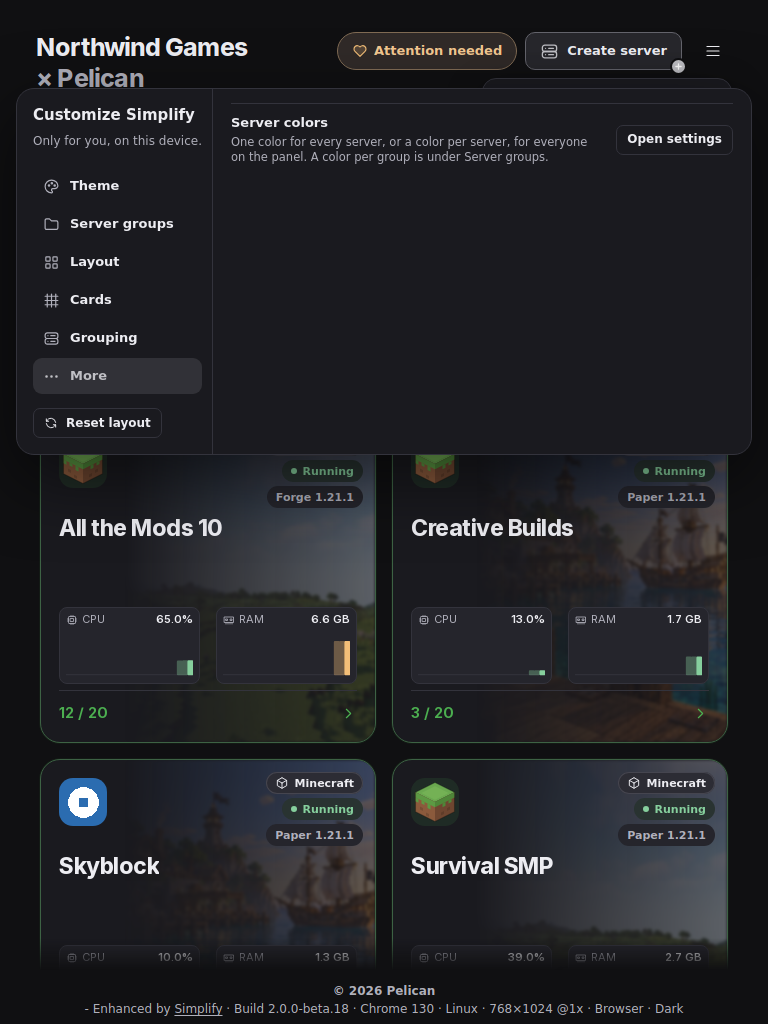 Northwind Games
× Pelican
Attention needed
Create server
Customize Simplify
Only for you, on this device.
Theme
Server groups
Layout
Cards
Grouping
More
Reset layout
Server colors
One color for every server, or a color per server, for everyone
on the panel. A color per group is under Server groups.
Open settings
Running
Forge 1.21.1
All the Mods 10
CPU 65.0%
RAM 6.6 GB
12 / 20
Running
Paper 1.21.1
Creative Builds
CPU 13.0%
RAM 1.7 GB
3 / 20
Minecraft
Running
Paper 1.21.1
Skyblock
CPU 10.0%
RAM 1.3 GB
Minecraft
Running
Paper 1.21.1
Survival SMP
CPU 39.0%
RAM 2.7 GB
© 2026 Pelican
- Enhanced by Simplify · Build 2.0.0-beta.18 · Chrome 130 · Linux · 768×1024 @1x · Browser · Dark